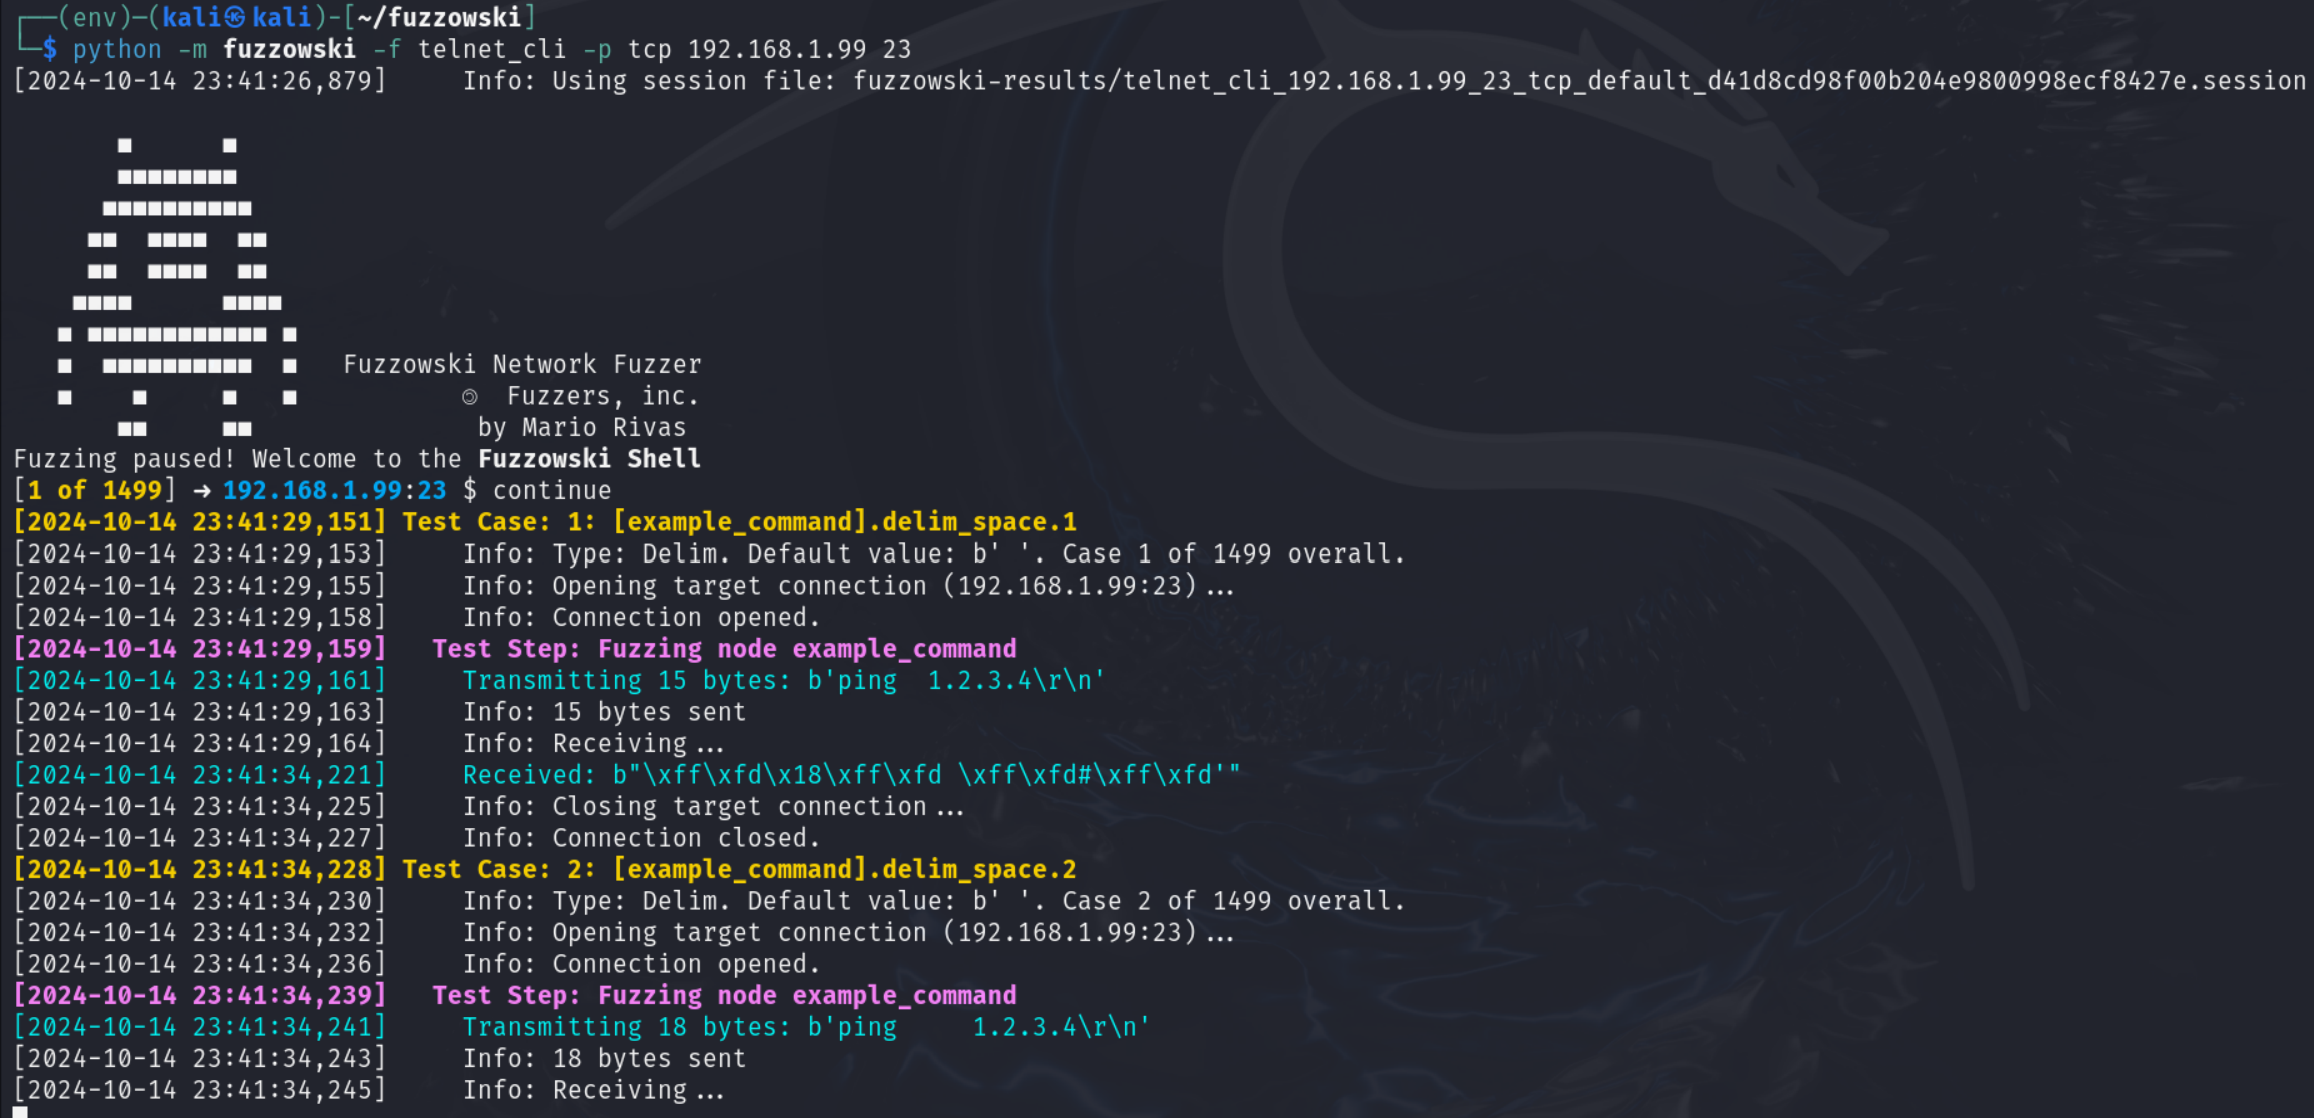 ┌──(env)─(kali㉿kali)-[~/fuzzowski]
└─$ python -m fuzzowski -f telnet_cli -p tcp 192.168.1.99 23
[2024-10-14 23:41:26,879]     Info: Using session file: fuzzowski-results/telnet_cli_192.168.1.99_23_tcp_default_d41d8cd98f00b204e9800998ecf8427e.session
Fuzzowski Network Fuzzer
🄯  Fuzzers, inc.
by Mario Rivas
Fuzzing paused! Welcome to the Fuzzowski Shell
[1 of 1499] ➜ 192.168.1.99:23 $ continue
[2024-10-14 23:41:29,151] Test Case: 1: [example_command].delim_space.1
[2024-10-14 23:41:29,153]     Info: Type: Delim. Default value: b' '. Case 1 of 1499 overall.
[2024-10-14 23:41:29,155]     Info: Opening target connection (192.168.1.99:23)...
[2024-10-14 23:41:29,158]     Info: Connection opened.
[2024-10-14 23:41:29,159]   Test Step: Fuzzing node example_command
[2024-10-14 23:41:29,161]     Transmitting 15 bytes: b'ping  1.2.3.4\r\n'
[2024-10-14 23:41:29,163]     Info: 15 bytes sent
[2024-10-14 23:41:29,164]     Info: Receiving...
[2024-10-14 23:41:34,221]     Received: b"\xff\xfd\x18\xff\xfd \xff\xfd#\xff\xfd'"
[2024-10-14 23:41:34,225]     Info: Closing target connection...
[2024-10-14 23:41:34,227]     Info: Connection closed.
[2024-10-14 23:41:34,228] Test Case: 2: [example_command].delim_space.2
[2024-10-14 23:41:34,230]     Info: Type: Delim. Default value: b' '. Case 2 of 1499 overall.
[2024-10-14 23:41:34,232]     Info: Opening target connection (192.168.1.99:23)...
[2024-10-14 23:41:34,236]     Info: Connection opened.
[2024-10-14 23:41:34,239]   Test Step: Fuzzing node example_command
[2024-10-14 23:41:34,241]     Transmitting 18 bytes: b'ping     1.2.3.4\r\n'
[2024-10-14 23:41:34,243]     Info: 18 bytes sent
[2024-10-14 23:41:34,245]     Info: Receiving...